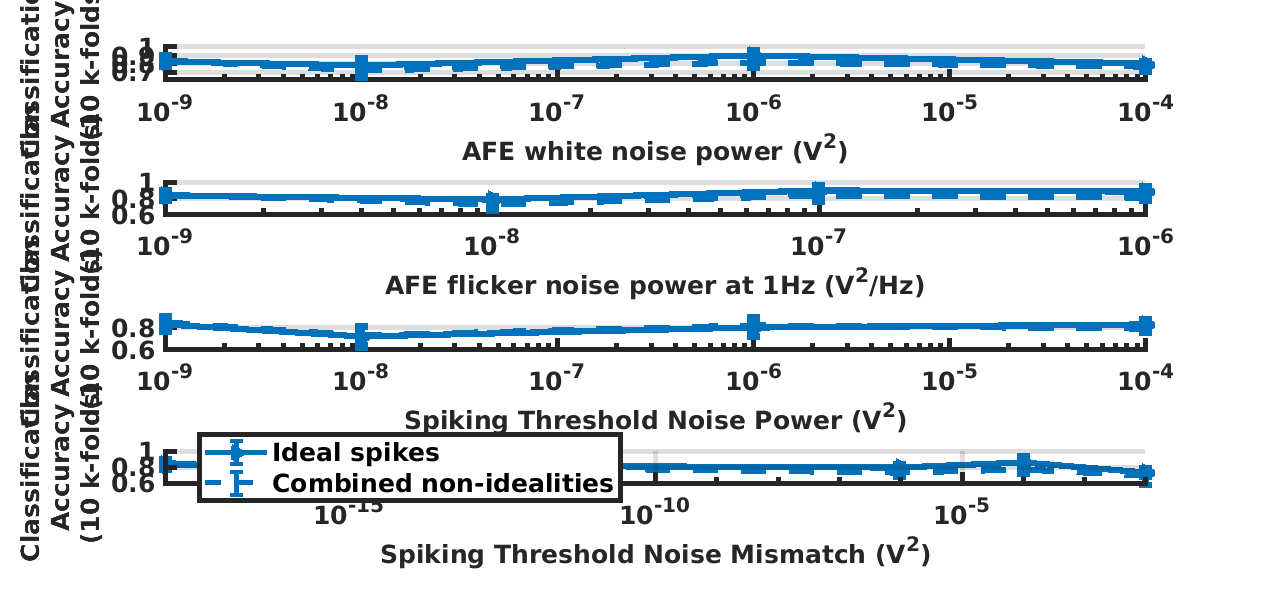 Classification
Accuracy
(10 k-folds)
1
0.9
0.8
0.7
10-9 10-8 10-7 10-6 10-5 10-4
AFE white noise power (V2)
Classification
Accuracy
(10 k-folds)
1
0.8
0.6
10-9 10-8 10-7 10-6
AFE flicker noise power at 1Hz (V2/Hz)
Classification
Accuracy
(10 k-folds)
0.8
0.6
10-9 10-8 10-7 10-6 10-5 10-4
Spiking Threshold Noise Power (V2)
Classification
Accuracy
(10 k-folds)
1
0.8
0.6
Ideal spikes
Combined non-idealities
10-15 10-10 10-5
Spiking Threshold Noise Mismatch (V2)